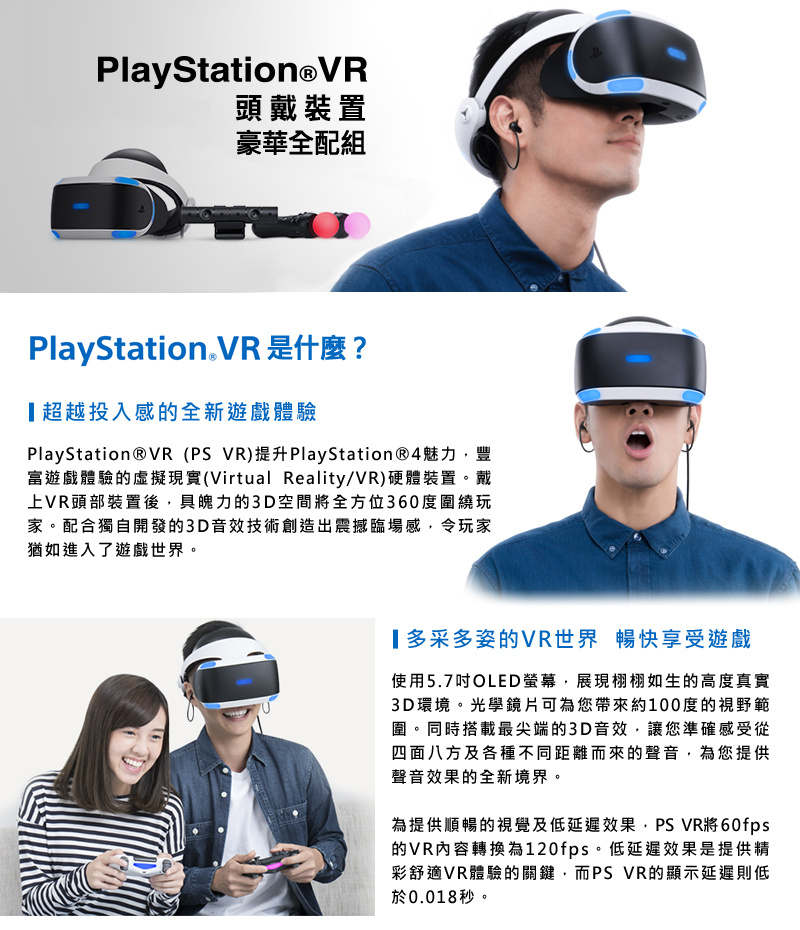 PlayStation®VR
頭戴裝置
豪華全配組
PlayStation®VR 是什麼？
超越投入感的全新遊戲體驗
PlayStation®VR (PS VR)提升PlayStation®4魅力，豐
富遊戲體驗的虛擬現實(Virtual Reality/VR)硬體裝置。戴
上VR頭部裝置後，具魄力的3D空間將全方位360度圍繞玩
家。配合獨自開發的3D音效技術創造出震撼臨場感，令玩家
猶如進入了遊戲世界。
多采多姿的VR世界 暢快享受遊戲
使用5.7吋OLED螢幕，展現栩栩如生的高度真實
3D環境。光學鏡片可為您帶來約100度的視野範
圍。同時搭載最尖端的3D音效，讓您準確感受從
四面八方及各種不同距離而來的聲音，為您提供
聲音效果的全新境界。
為提供順暢的視覺及低延遲效果，PS VR將60fps
的VR內容轉換為120fps。低延遲效果是提供精
彩舒適VR體驗的關鍵，而PS VR的顯示延遲則低
於0.018秒。